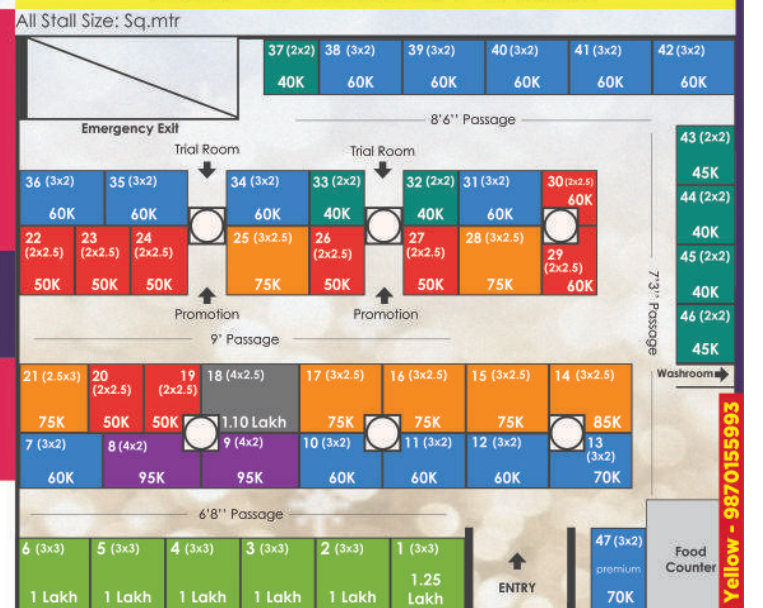 All Stall Size: Sq.mtr
37 (2x2) 38 (3x2) 39 (3x2) 40 (3x2) 41 (3x2) 42 (3x2)
40K 60K 60K 60K 60K 60K
8'6'' Passage
Emergency Exit
Trial Room Trial Room
43 (2x2)
45K
44 (2x2)
40K
45 (2x2)
40K
46 (2x2)
45K
36 (3x2) 35 (3x2) 34 (3x2) 33 (2x2) 32 (2x2) 31 (3x2) 30 (2x2.5)
60K 60K 60K 40K 40K 60K 60K
22 (2x2.5) 23 (2x2.5) 24 (2x2.5) 25 (3x2.5) 26 (2x2.5) 27 (2x2.5) 28 (3x2.5) 29 (2x2.5)
50K 50K 50K 75K 50K 50K 75K 60K
Promotion Promotion
7'3'' Passage
9' Passage
Washroom
21 (2.5x3) 20 (2x2.5) 19 (2x2.5) 18 (4x2.5) 17 (3x2.5) 16 (3x2.5) 15 (3x2.5) 14 (3x2.5)
75K 50K 50K 1.10 Lakh 75K 75K 75K 85K
7 (3x2) 8 (4x2) 9 (4x2) 10 (3x2) 11 (3x2) 12 (3x2) 13 (3x2)
60K 95K 95K 60K 60K 60K 70K
6'8'' Passage
6 (3x3) 5 (3x3) 4 (3x3) 3 (3x3) 2 (3x3) 1 (3x3)
1 Lakh 1 Lakh 1 Lakh 1 Lakh 1 Lakh 1.25 Lakh
ENTRY
47 (3x2)
premium
70K
Food
Counter
Yellow - 9870155993